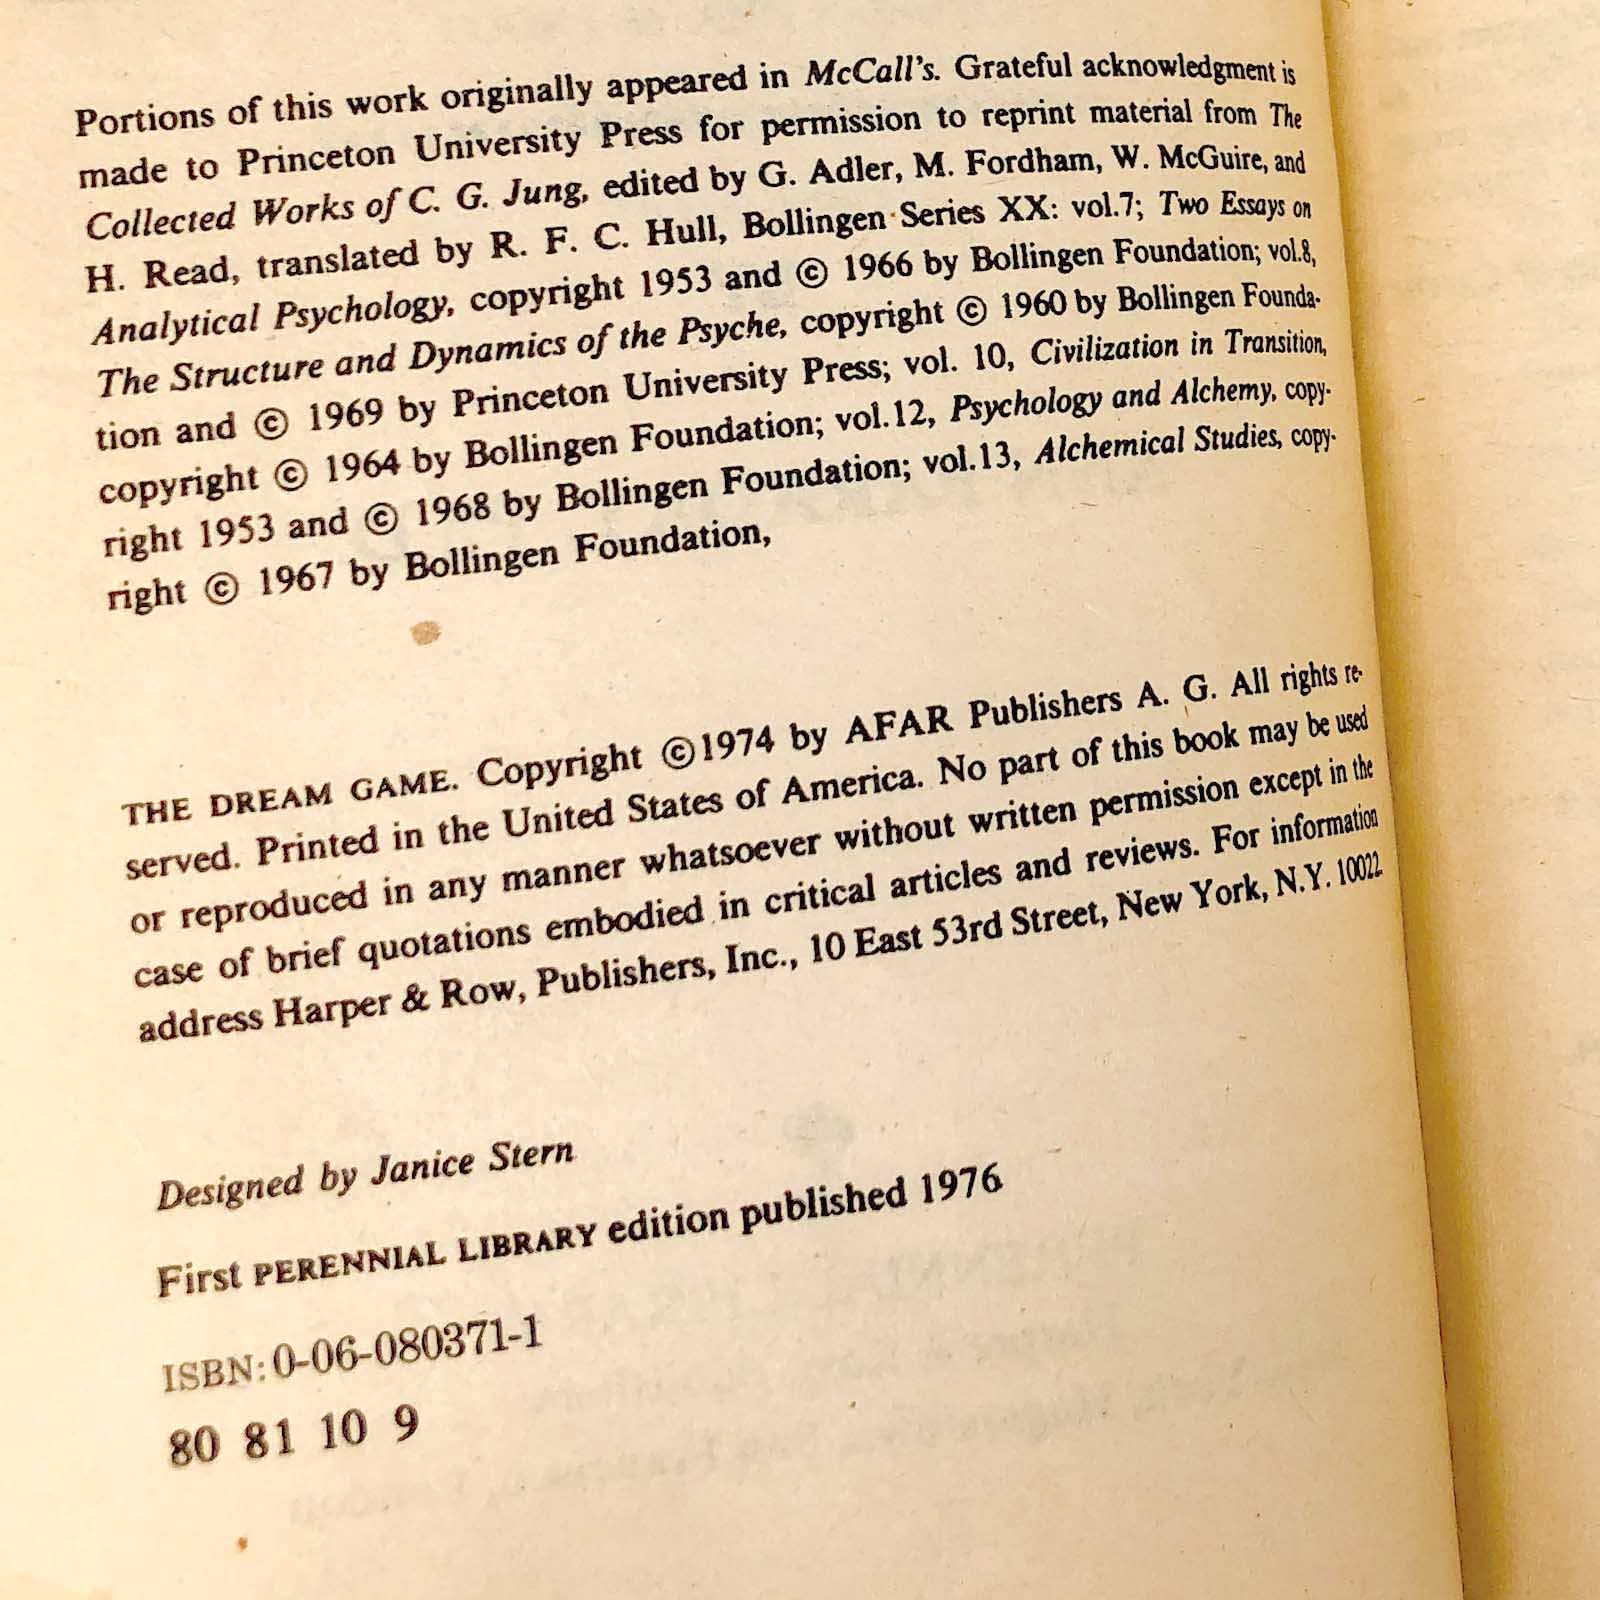 Portions of this work originally appeared in McCall's. Grateful acknowledgment is
made to Princeton University Press for permission to reprint material from The
Collected Works of C. G. Jung, edited by G. Adler, M. Fordham, W. McGuire, and
H. Read, translated by R. F. C. Hull, Bollingen Series XX: vol.7; Two Essays on
Analytical Psychology, copyright 1953 and © 1966 by Bollingen Foundation; vol.8,
The Structure and Dynamics of the Psyche, copyright © 1960 by Bollingen Founda-
tion and © 1969 by Princeton University Press; vol. 10, Civilization in Transition,
copyright © 1964 by Bollingen Foundation; vol.12, Psychology and Alchemy, copy-
right 1953 and © 1968 by Bollingen Foundation; vol.13, Alchemical Studies, copy-
right © 1967 by Bollingen Foundation,
THE DREAM GAME. Copyright ©1974 by AFAR Publishers A. G. All rights re-
served. Printed in the United States of America. No part of this book may be used
or reproduced in any manner whatsoever without written permission except in the
case of brief quotations embodied in critical articles and reviews. For information
address Harper & Row, Publishers, Inc., 10 East 53rd Street, New York, N.Y. 10022.
Designed by Janice Stern
First PERENNIAL LIBRARY edition published 1976
ISBN: 0-06-080371-1
80 81 10 9